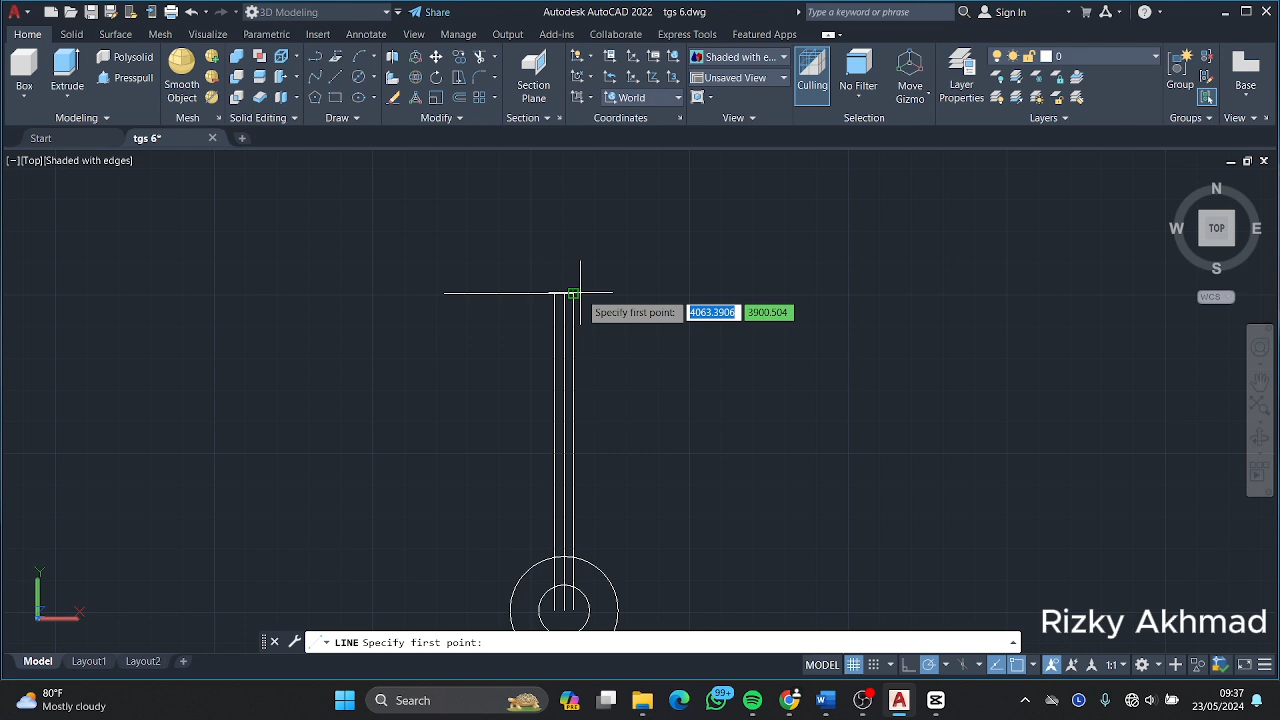 3D Modeling
Share
Autodesk AutoCAD 2022 tgs 6.dwg
Type a keyword or phrase
Sign In
Home Solid Surface Mesh Visualize Parametric Insert Annotate View Manage Output Add-ins Collaborate Express Tools Featured Apps
Box
Extrude
Polysolid
Presspull
Smooth
Object
Section
Plane
World
Shaded with e...
Unsaved View
Culling
No Filter
Move
Gizmo
Layer
Properties
0
Group
Base
Modeling Mesh Solid Editing Draw Modify Section Coordinates View Selection Layers Groups View
Start tgs 6*
[−][Top][Shaded with edges]
N
W TOP E
S
WCS
Specify first point: 4063.3906 3900.504
Y
X
Rizky Akhmad
LINE Specify first point:
Model Layout1 Layout2
MODEL 1:1
80°F
Mostly cloudy
Search
PRE
99+
09:37
23/05/2024